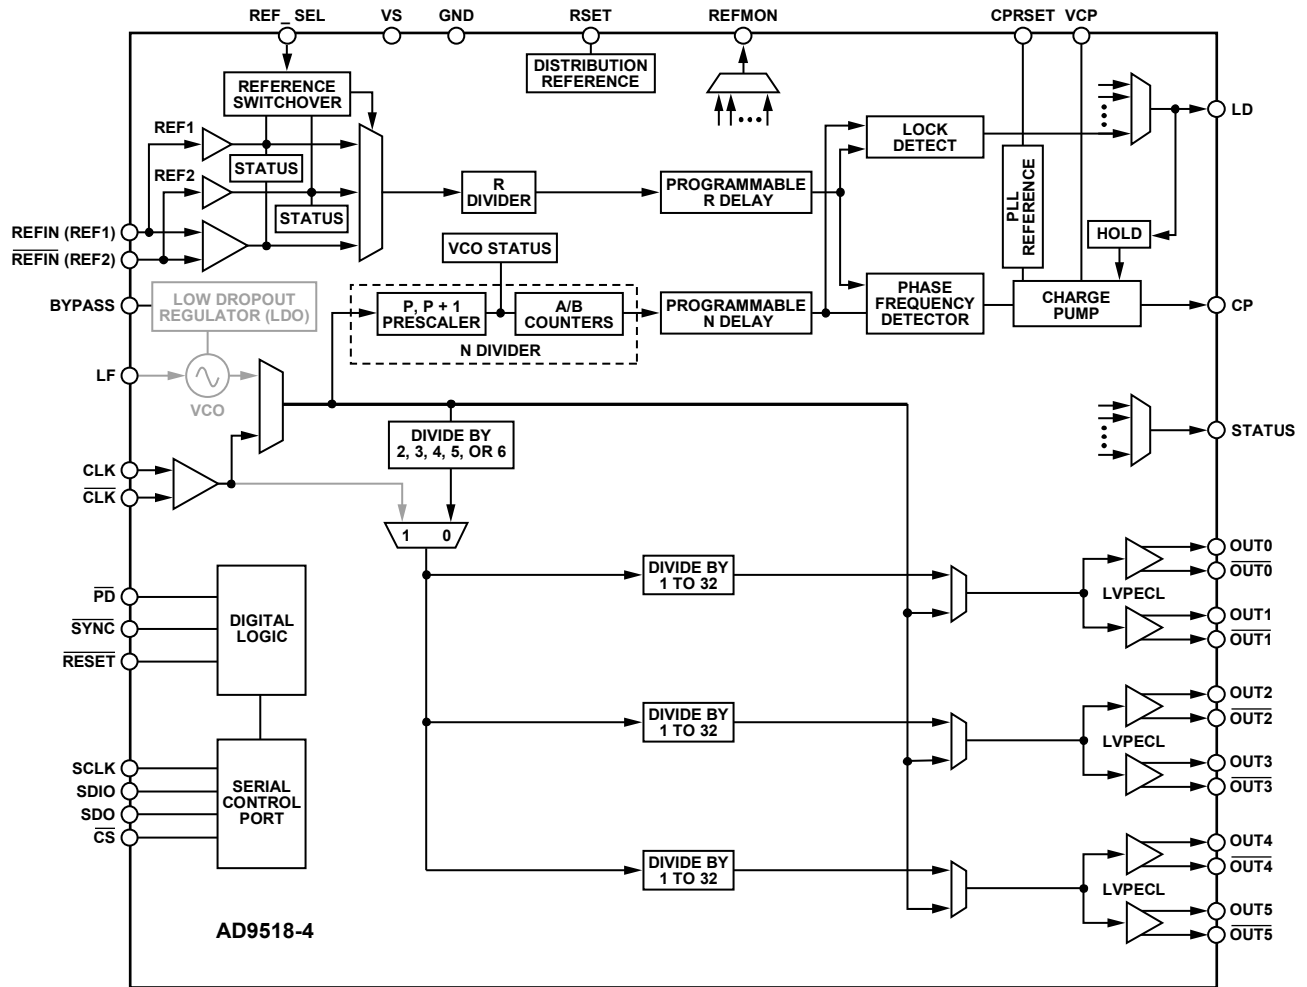 REF_ SEL
VS
GND
RSET
REFMON
CPRSET
VCP
DISTRIBUTION
REFERENCE
REFERENCE
SWITCHOVER
REF1
STATUS
REF2
STATUS
R
DIVIDER
PROGRAMMABLE
R DELAY
LOCK
DETECT
LD
PLL
REFERENCE
HOLD
REFIN (REF1)
REFIN (REF2)
VCO STATUS
BYPASS
LOW DROPOUT
REGULATOR (LDO)
P, P + 1
PRESCALER
A/B
COUNTERS
N DIVIDER
PROGRAMMABLE
N DELAY
PHASE
FREQUENCY
DETECTOR
CHARGE
PUMP
CP
LF
VCO
DIVIDE BY
2, 3, 4, 5, OR 6
STATUS
CLK
CLK
1 0
PD
SYNC
RESET
DIGITAL
LOGIC
DIVIDE BY
1 TO 32
LVPECL
OUT0
OUT0
OUT1
OUT1
DIVIDE BY
1 TO 32
LVPECL
OUT2
OUT2
OUT3
OUT3
SCLK
SDIO
SDO
CS
SERIAL
CONTROL
PORT
DIVIDE BY
1 TO 32
LVPECL
OUT4
OUT4
OUT5
OUT5
AD9518-4